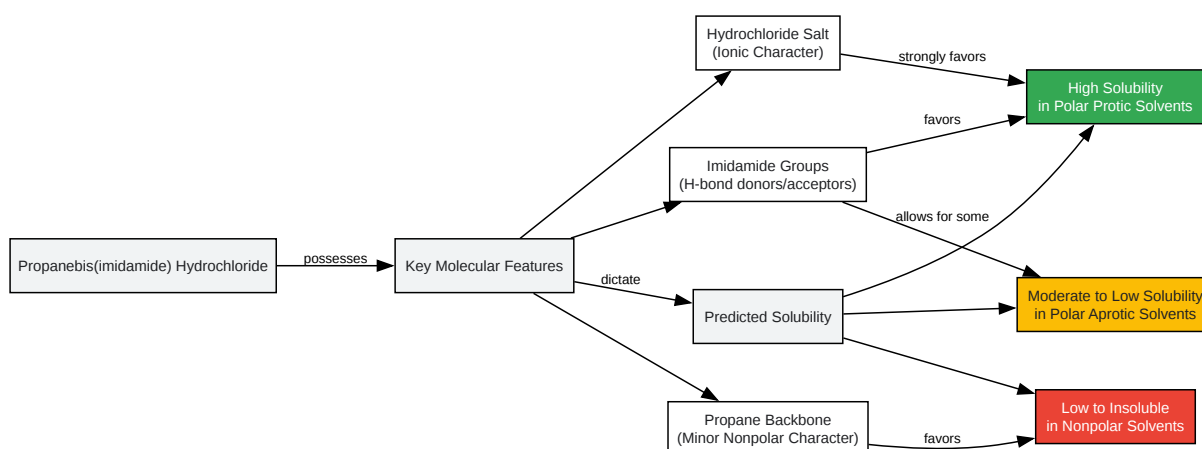 Hydrochloride Salt
(Ionic Character)
strongly favors
High Solubility
in Polar Protic Solvents
favors
Imidamide Groups
(H-bond donors/acceptors)
allows for some
Propanebis(imidamide) Hydrochloride
possesses
Key Molecular Features
dictate
Predicted Solubility
Moderate to Low Solubility
in Polar Aprotic Solvents
Propane Backbone
(Minor Nonpolar Character)
favors
Low to Insoluble
in Nonpolar Solvents